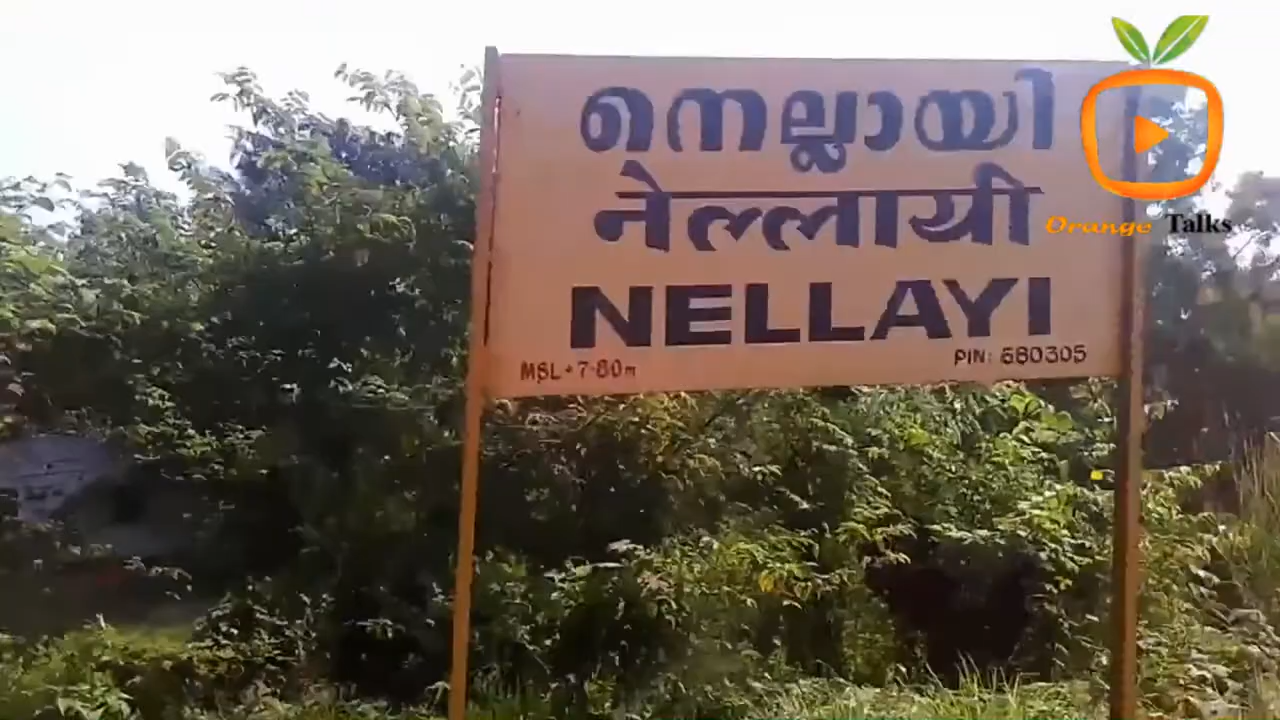 നെല്ലായി
नेल्लायी
NELLAYI
MSL+7·80m
PIN: 680305
Orange Talks